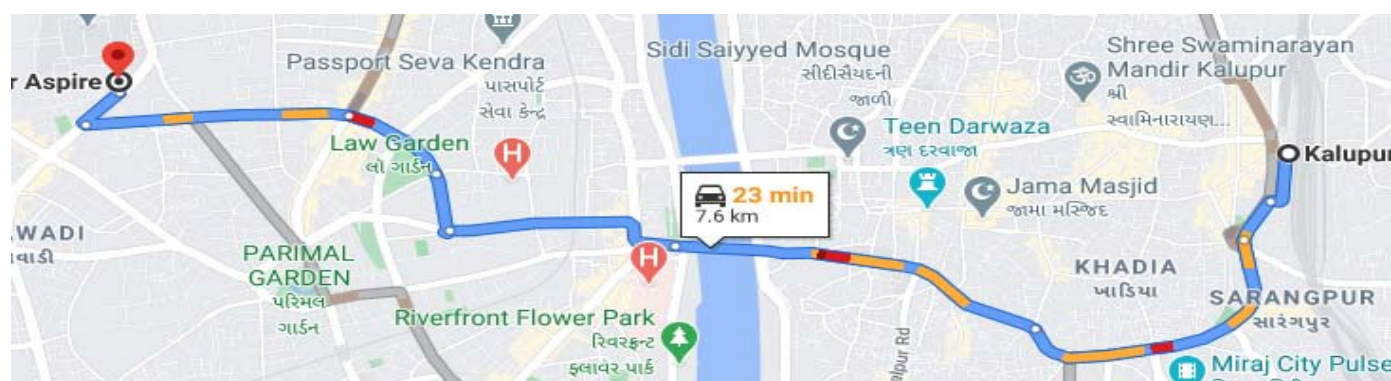 r Aspire
Passport Seva Kendra
પાસપોર્ટ
સેવા કેન્દ્ર
Law Garden
લો ગાર્ડન
Sidi Saiyyed Mosque
સીદીસૈયદની
જાળી
Teen Darwaza
ત્રણ દરવાજા
Shree Swaminarayan
Mandir Kalupur
શ્રી
સ્વામિનારાયણ...
Kalupur
Jama Masjid
જામા મસ્જિદ
23 min
7.6 km
WADI
વાડી
PARIMAL
GARDEN
પરિમલ
ગાર્ડન
H
H
KHADIA
ખાડિયા
SARANGPUR
સારંગપુર
Riverfront Flower Park
રિવરફ્રન્ટ
ફ્લાવર પાર્ક
lpur Rd
Miraj City Pulse